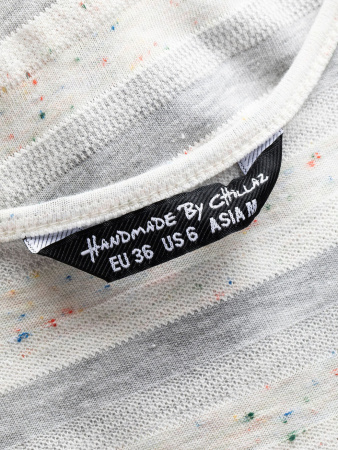 HANDMADE BY CHILLAZ
EU 36 US 6 ASIA M